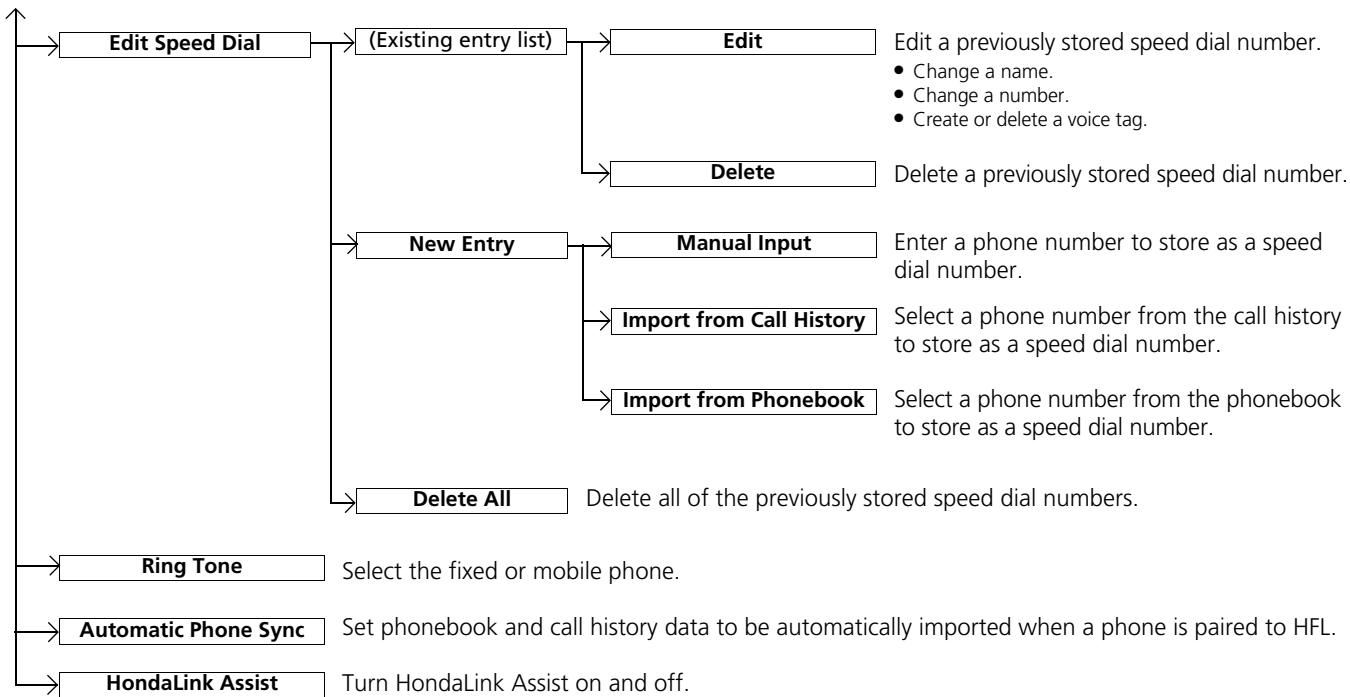 Edit Speed Dial
(Existing entry list)
Edit
Edit a previously stored speed dial number.
• Change a name.
• Change a number.
• Create or delete a voice tag.
Delete
Delete a previously stored speed dial number.
New Entry
Manual Input
Enter a phone number to store as a speed
dial number.
Import from Call History
Select a phone number from the call history
to store as a speed dial number.
Import from Phonebook
Select a phone number from the phonebook
to store as a speed dial number.
Delete All
Delete all of the previously stored speed dial numbers.
Ring Tone
Select the fixed or mobile phone.
Automatic Phone Sync
Set phonebook and call history data to be automatically imported when a phone is paired to HFL.
HondaLink Assist
Turn HondaLink Assist on and off.